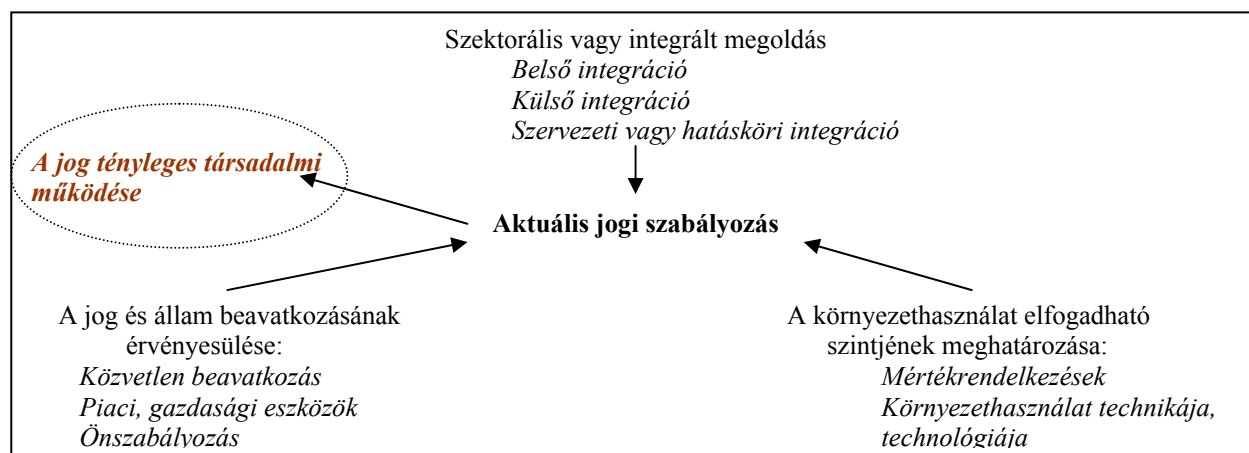 Szektorális vagy integrált megoldás
Belső integráció
Külső integráció
Szervezeti vagy hatásköri integráció
A jog tényleges társadalmi
működése
Aktuális jogi szabályozás
A jog és állam beavatkozásának
érvényesülése:
Közvetlen beavatkozás
Piaci, gazdasági eszközök
Önszabályozás
A környezethasználat elfogadható
szintjének meghatározása:
Mértékrendelkezések
Környezethasználat technikája,
technológiája